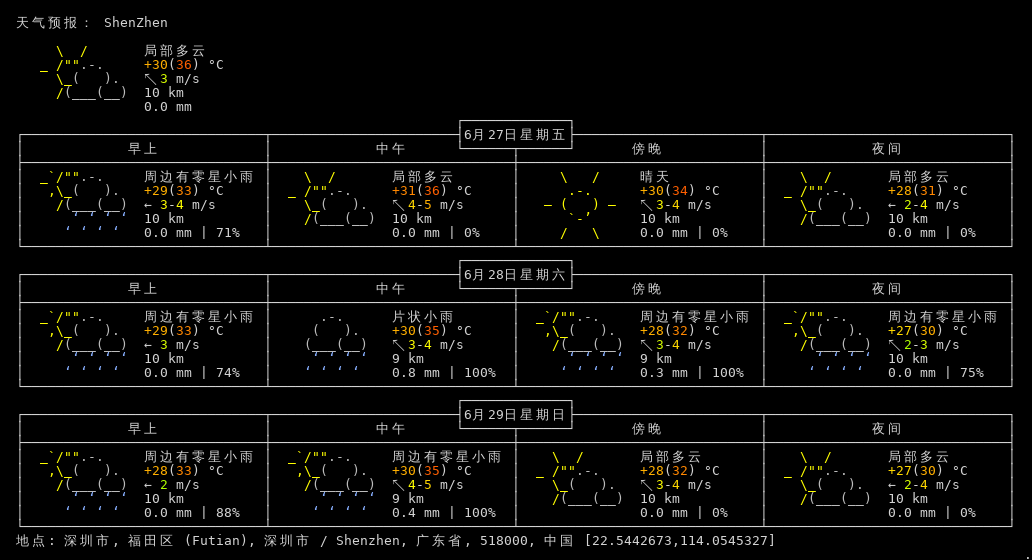 天气预报： ShenZhen
局部多云
+30(36) °C
↖ 3 m/s
10 km
0.0 mm
6月27日星期五
早上 中午 傍晚 夜间
周边有零星小雨 局部多云 晴天 局部多云
+29(33) °C +31(36) °C +30(34) °C +28(31) °C
← 3-4 m/s ↖ 4-5 m/s ↖ 3-4 m/s ← 2-4 m/s
10 km 10 km 10 km 10 km
0.0 mm | 71% 0.0 mm | 0% 0.0 mm | 0% 0.0 mm | 0%
6月28日星期六
早上 中午 傍晚 夜间
周边有零星小雨 片状小雨 周边有零星小雨 周边有零星小雨
+29(33) °C +30(35) °C +28(32) °C +27(30) °C
← 3 m/s ↖ 3-4 m/s ↖ 3-4 m/s ↖ 2-3 m/s
10 km 9 km 9 km 10 km
0.0 mm | 74% 0.8 mm | 100% 0.3 mm | 100% 0.0 mm | 75%
6月29日星期日
早上 中午 傍晚 夜间
周边有零星小雨 周边有零星小雨 局部多云 局部多云
+28(33) °C +30(35) °C +28(32) °C +27(30) °C
← 2 m/s ↖ 4-5 m/s ↖ 3-4 m/s ← 2-4 m/s
10 km 9 km 10 km 10 km
0.0 mm | 88% 0.4 mm | 100% 0.0 mm | 0% 0.0 mm | 0%
地点: 深圳市, 福田区 (Futian), 深圳市 / Shenzhen, 广东省, 518000, 中国 [22.5442673,114.0545327]